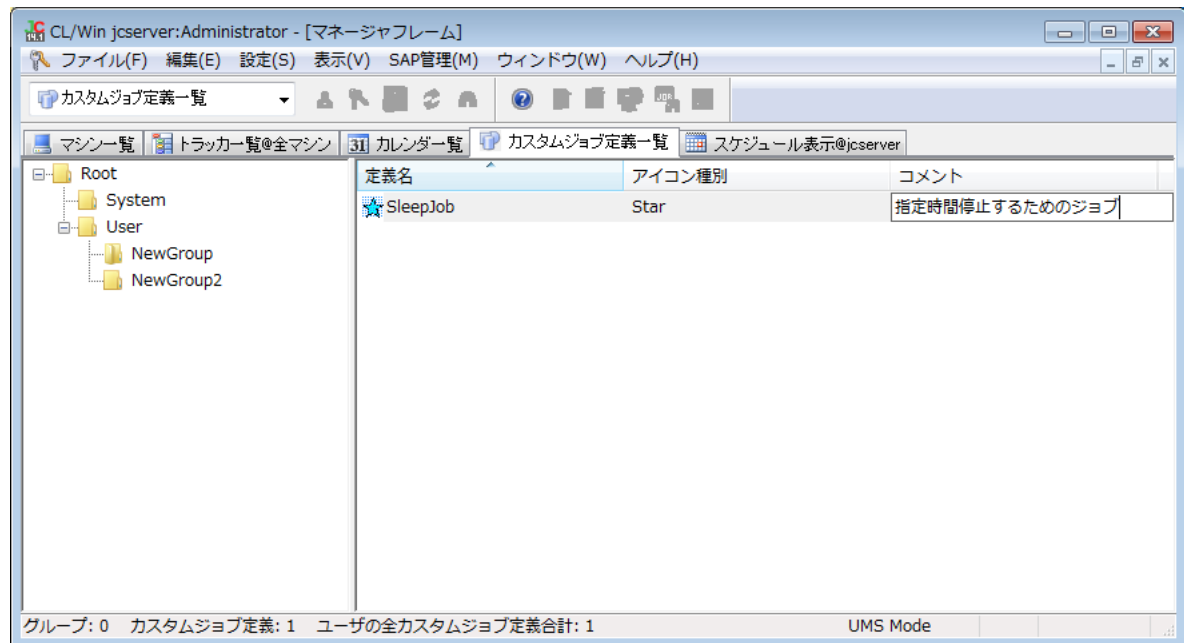 CL/Win jcserver:Administrator - [マネージャフレーム]
ファイル(F) 編集(E) 設定(S) 表示(V) SAP管理(M) ウィンドウ(W) ヘルプ(H)
カスタムジョブ定義一覧
マシン一覧 トラッカ一覧@全マシン 31 カレンダ一覧 カスタムジョブ定義一覧 スケジュール表示@jcserver
Root 定義名 アイコン種別 コメント
System SleepJob Star 指定時間停止するためのジョブ
User
NewGroup
NewGroup2
グループ: 0 カスタムジョブ定義: 1 ユーザの全カスタムジョブ定義合計: 1 UMS Mode